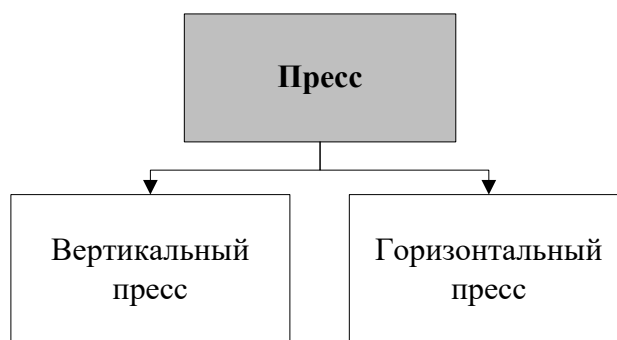 Пресс
Вертикальный
пресс
Горизонтальный
пресс